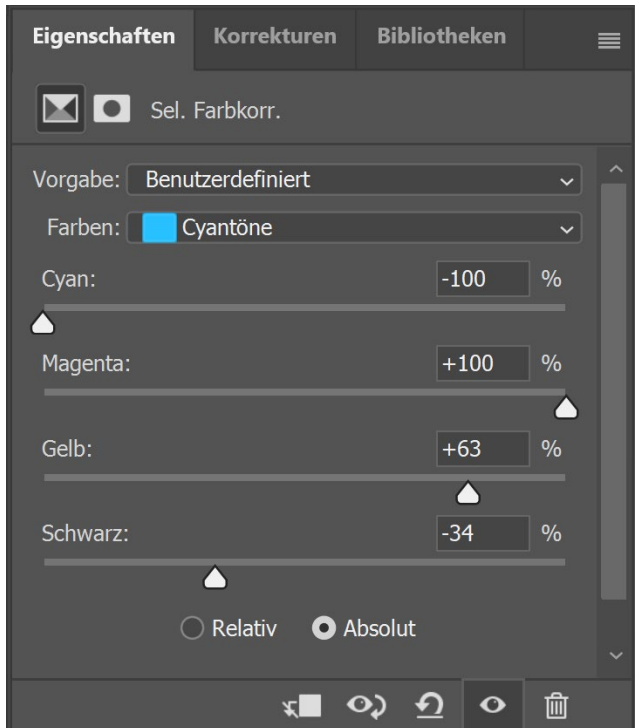 Eigenschaften Korrekturen Bibliotheken
Sel. Farbkorr.
Vorgabe: Benutzerdefiniert
Farben: Cyantöne
Cyan: -100 %
Magenta: +100 %
Gelb: +63 %
Schwarz: -34 %
Relativ Absolut